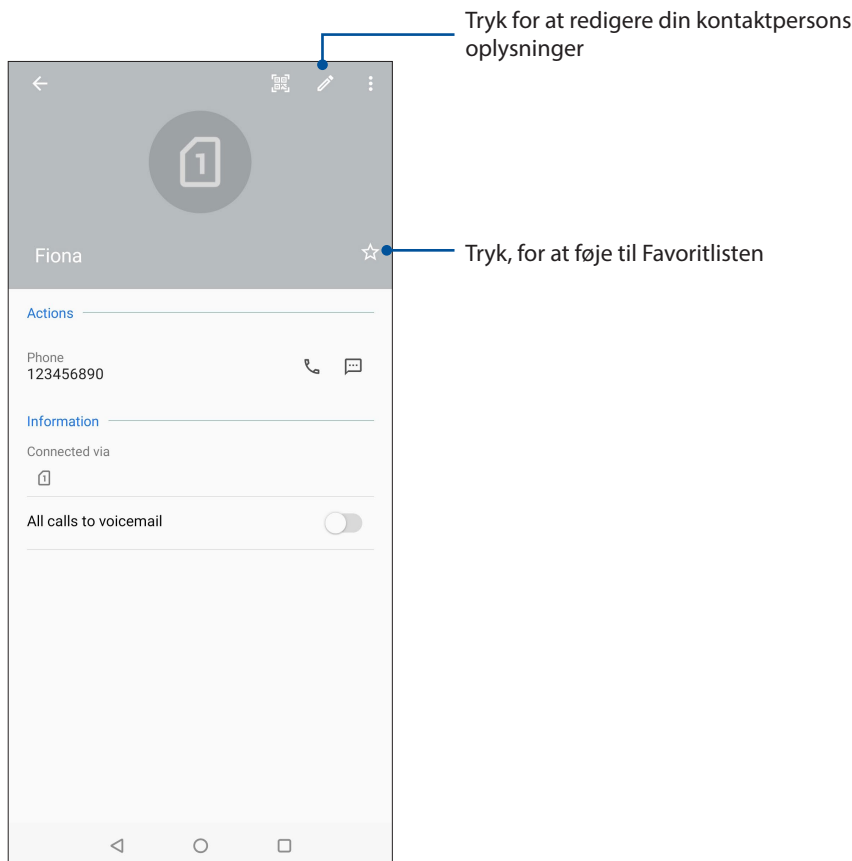 Tryk for at redigere din kontaktpersons
oplysninger
1
Fiona
Tryk, for at føje til Favoritlisten
Actions
Phone
123456890
Information
Connected via
1
All calls to voicemail